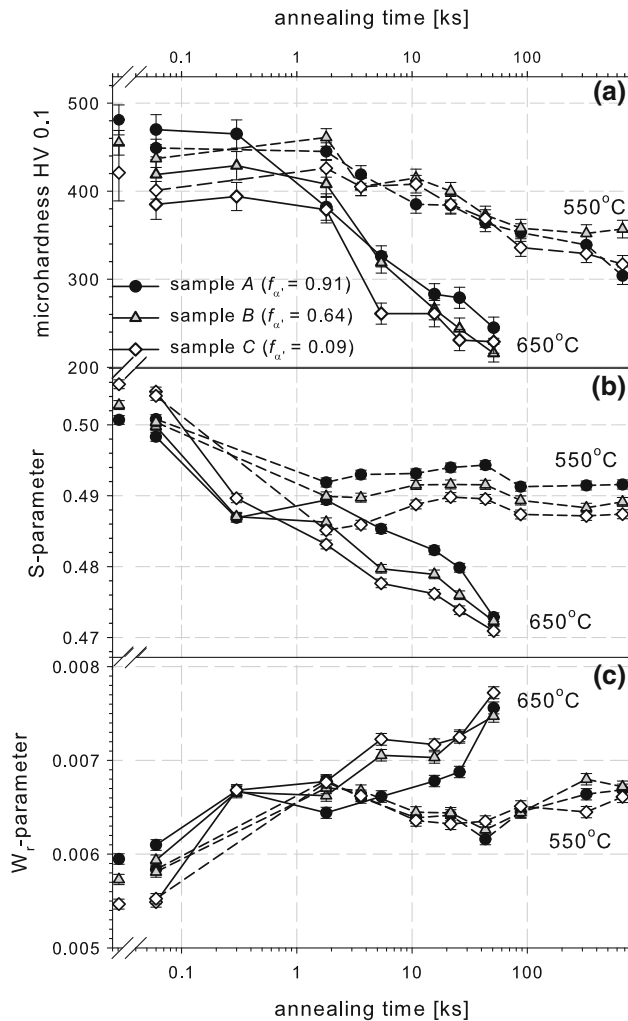 annealing time [ks]
0.1 1 10 100
(a)
500
400
300
200
microhardness HV 0.1
550°C
650°C
sample A (fα' = 0.91)
sample B (fα' = 0.64)
sample C (fα' = 0.09)
(b)
0.50
0.49
0.48
0.47
S-parameter
550°C
650°C
(c)
0.008
0.007
0.006
0.005
Wr-parameter
650°C
550°C
0.1 1 10 100
annealing time [ks]